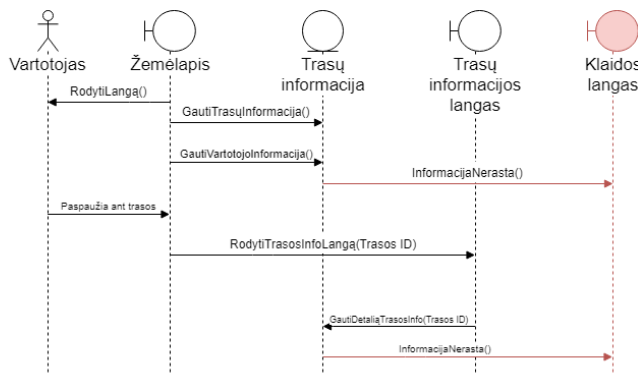 Vartotojas
Žemėlapis
Trasų
informacija
Trasų
informacijos
langas
Klaidos
langas
RodytiLangą()
GautiTrasųInformacija()
GautiVartotojoInformacija()
InformacijaNerasta()
Paspaužia ant trasos
RodytiTrasosInfoLangą(Trasos ID)
GautiDetaliąTrasosInfo(Trasos ID)
InformacijaNerasta()